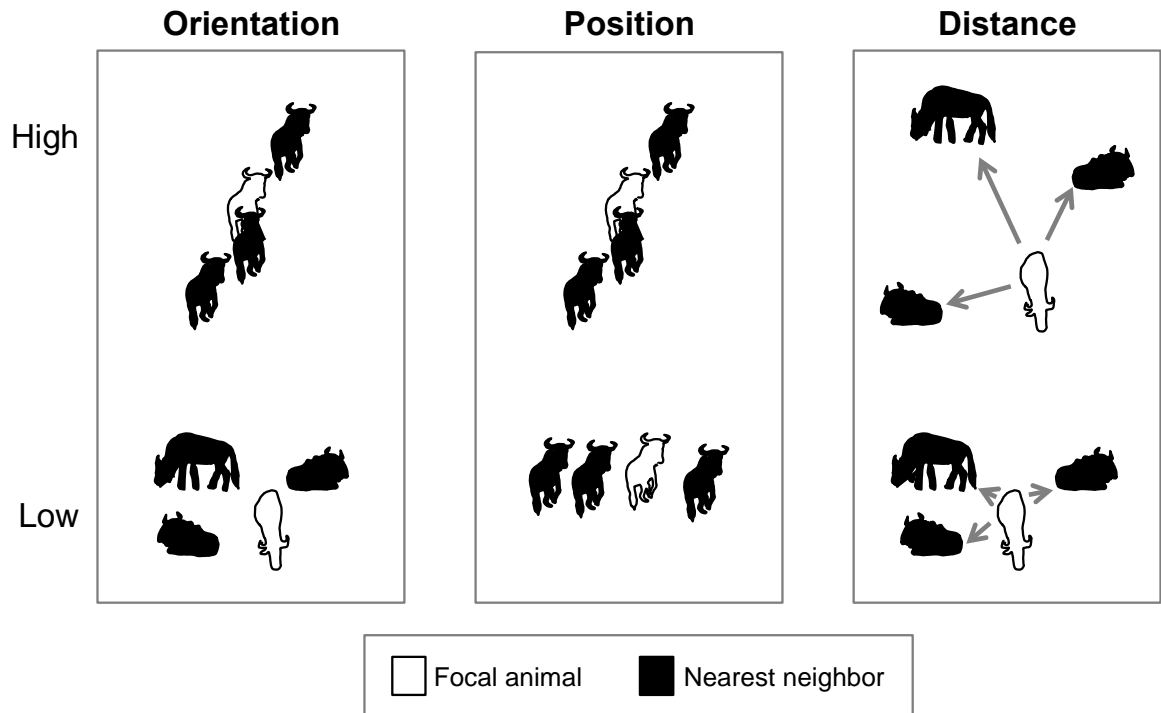 Orientation
Position
Distance
High
Low
Focal animal
Nearest neighbor